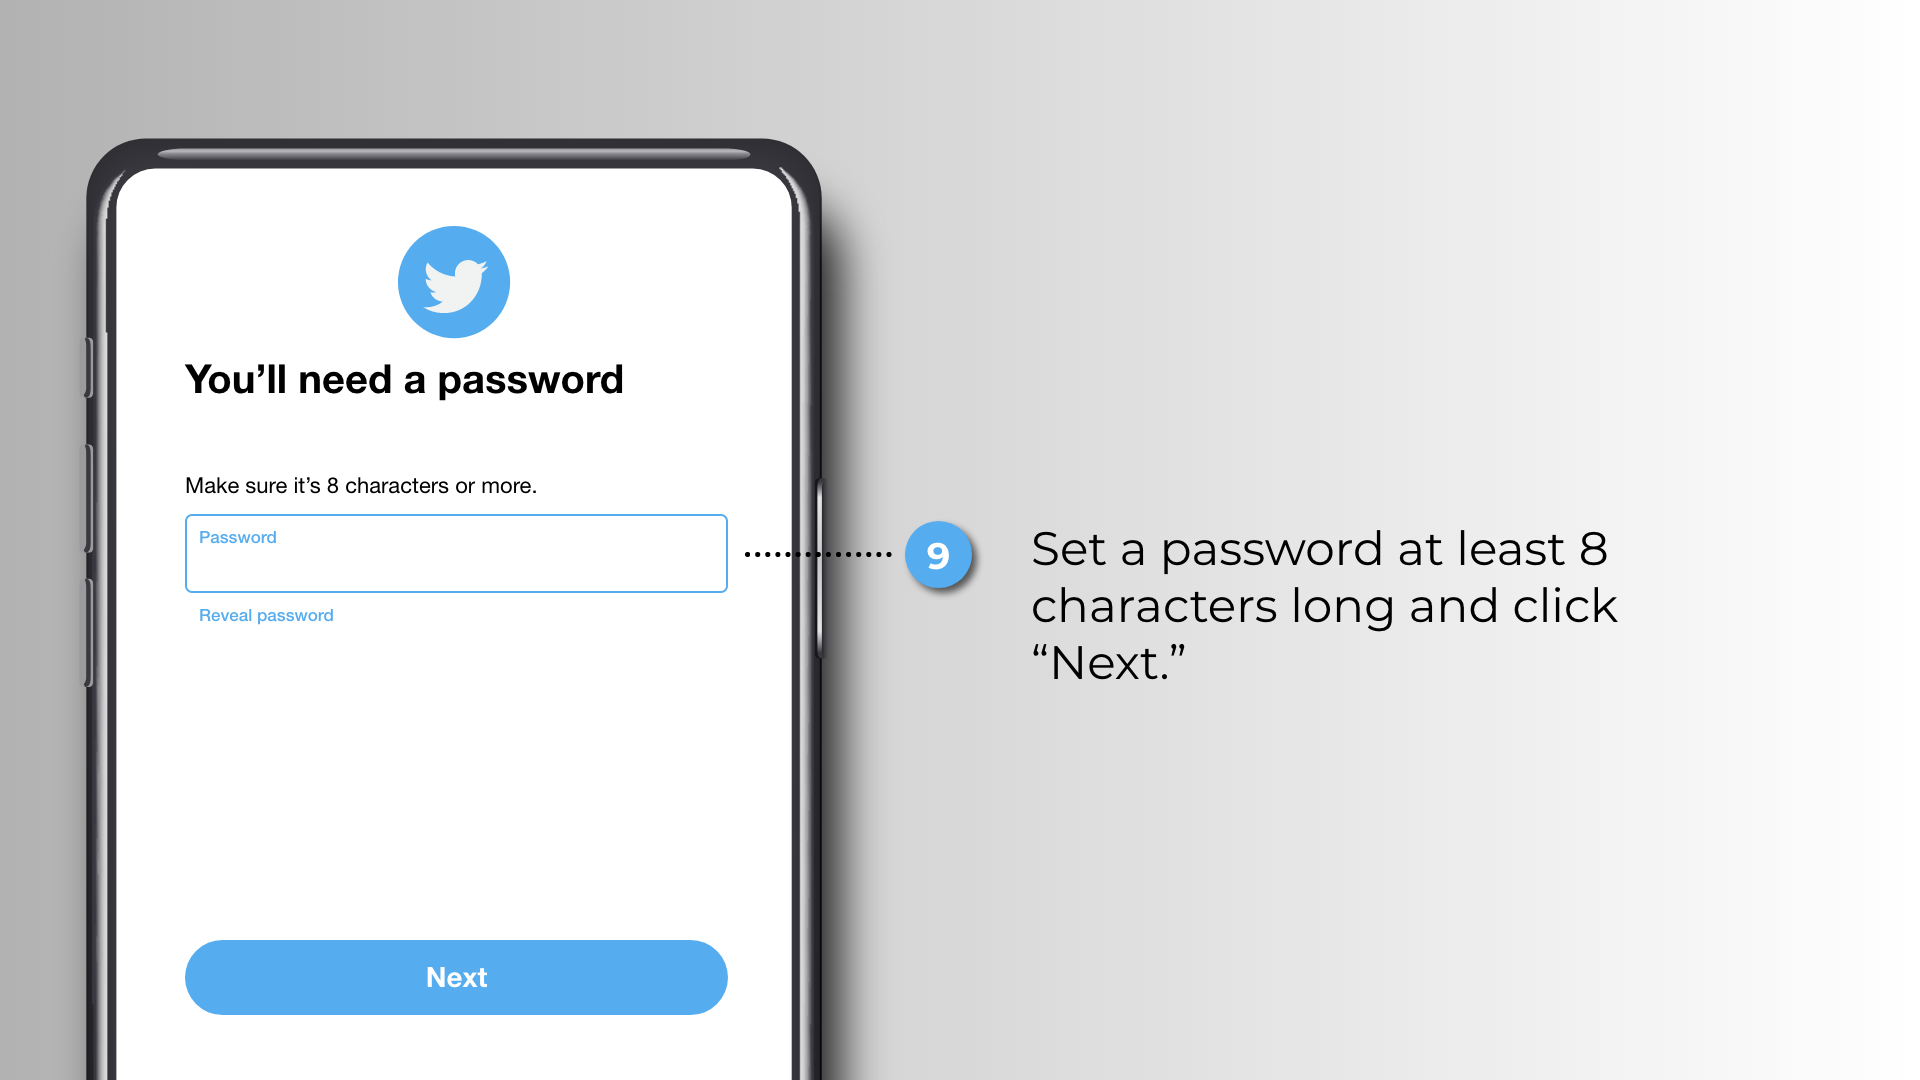 You’ll need a password
Make sure it’s 8 characters or more.
Password
Reveal password
Next
9
Set a password at least 8
characters long and click
“Next.”